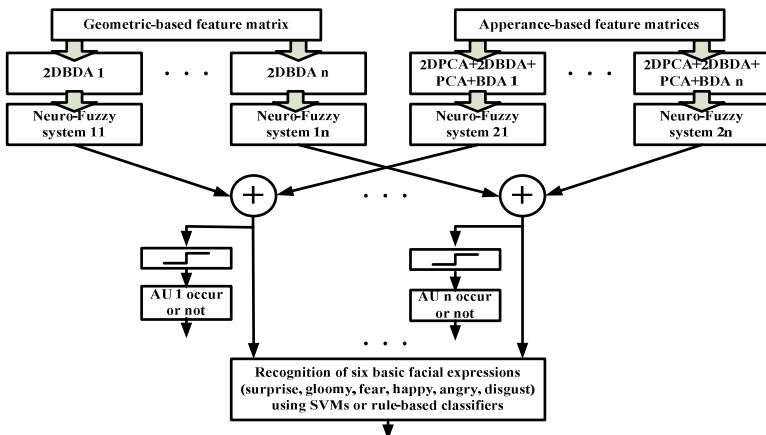 Geometric-based feature matrix
Apperance-based feature matrices
2DBDA 1
. . .
2DBDA n
2DPCA+2DBDA+
PCA+BDA 1
. . .
2DPCA+2DBDA+
PCA+BDA n
Neuro-Fuzzy
system 11
Neuro-Fuzzy
system 1n
Neuro-Fuzzy
system 21
Neuro-Fuzzy
system 2n
+
. . .
+
AU 1 occur
or not
AU n occur
or not
. . .
Recognition of six basic facial expressions
(surprise, gloomy, fear, happy, angry, disgust)
using SVMs or rule-based classifiers